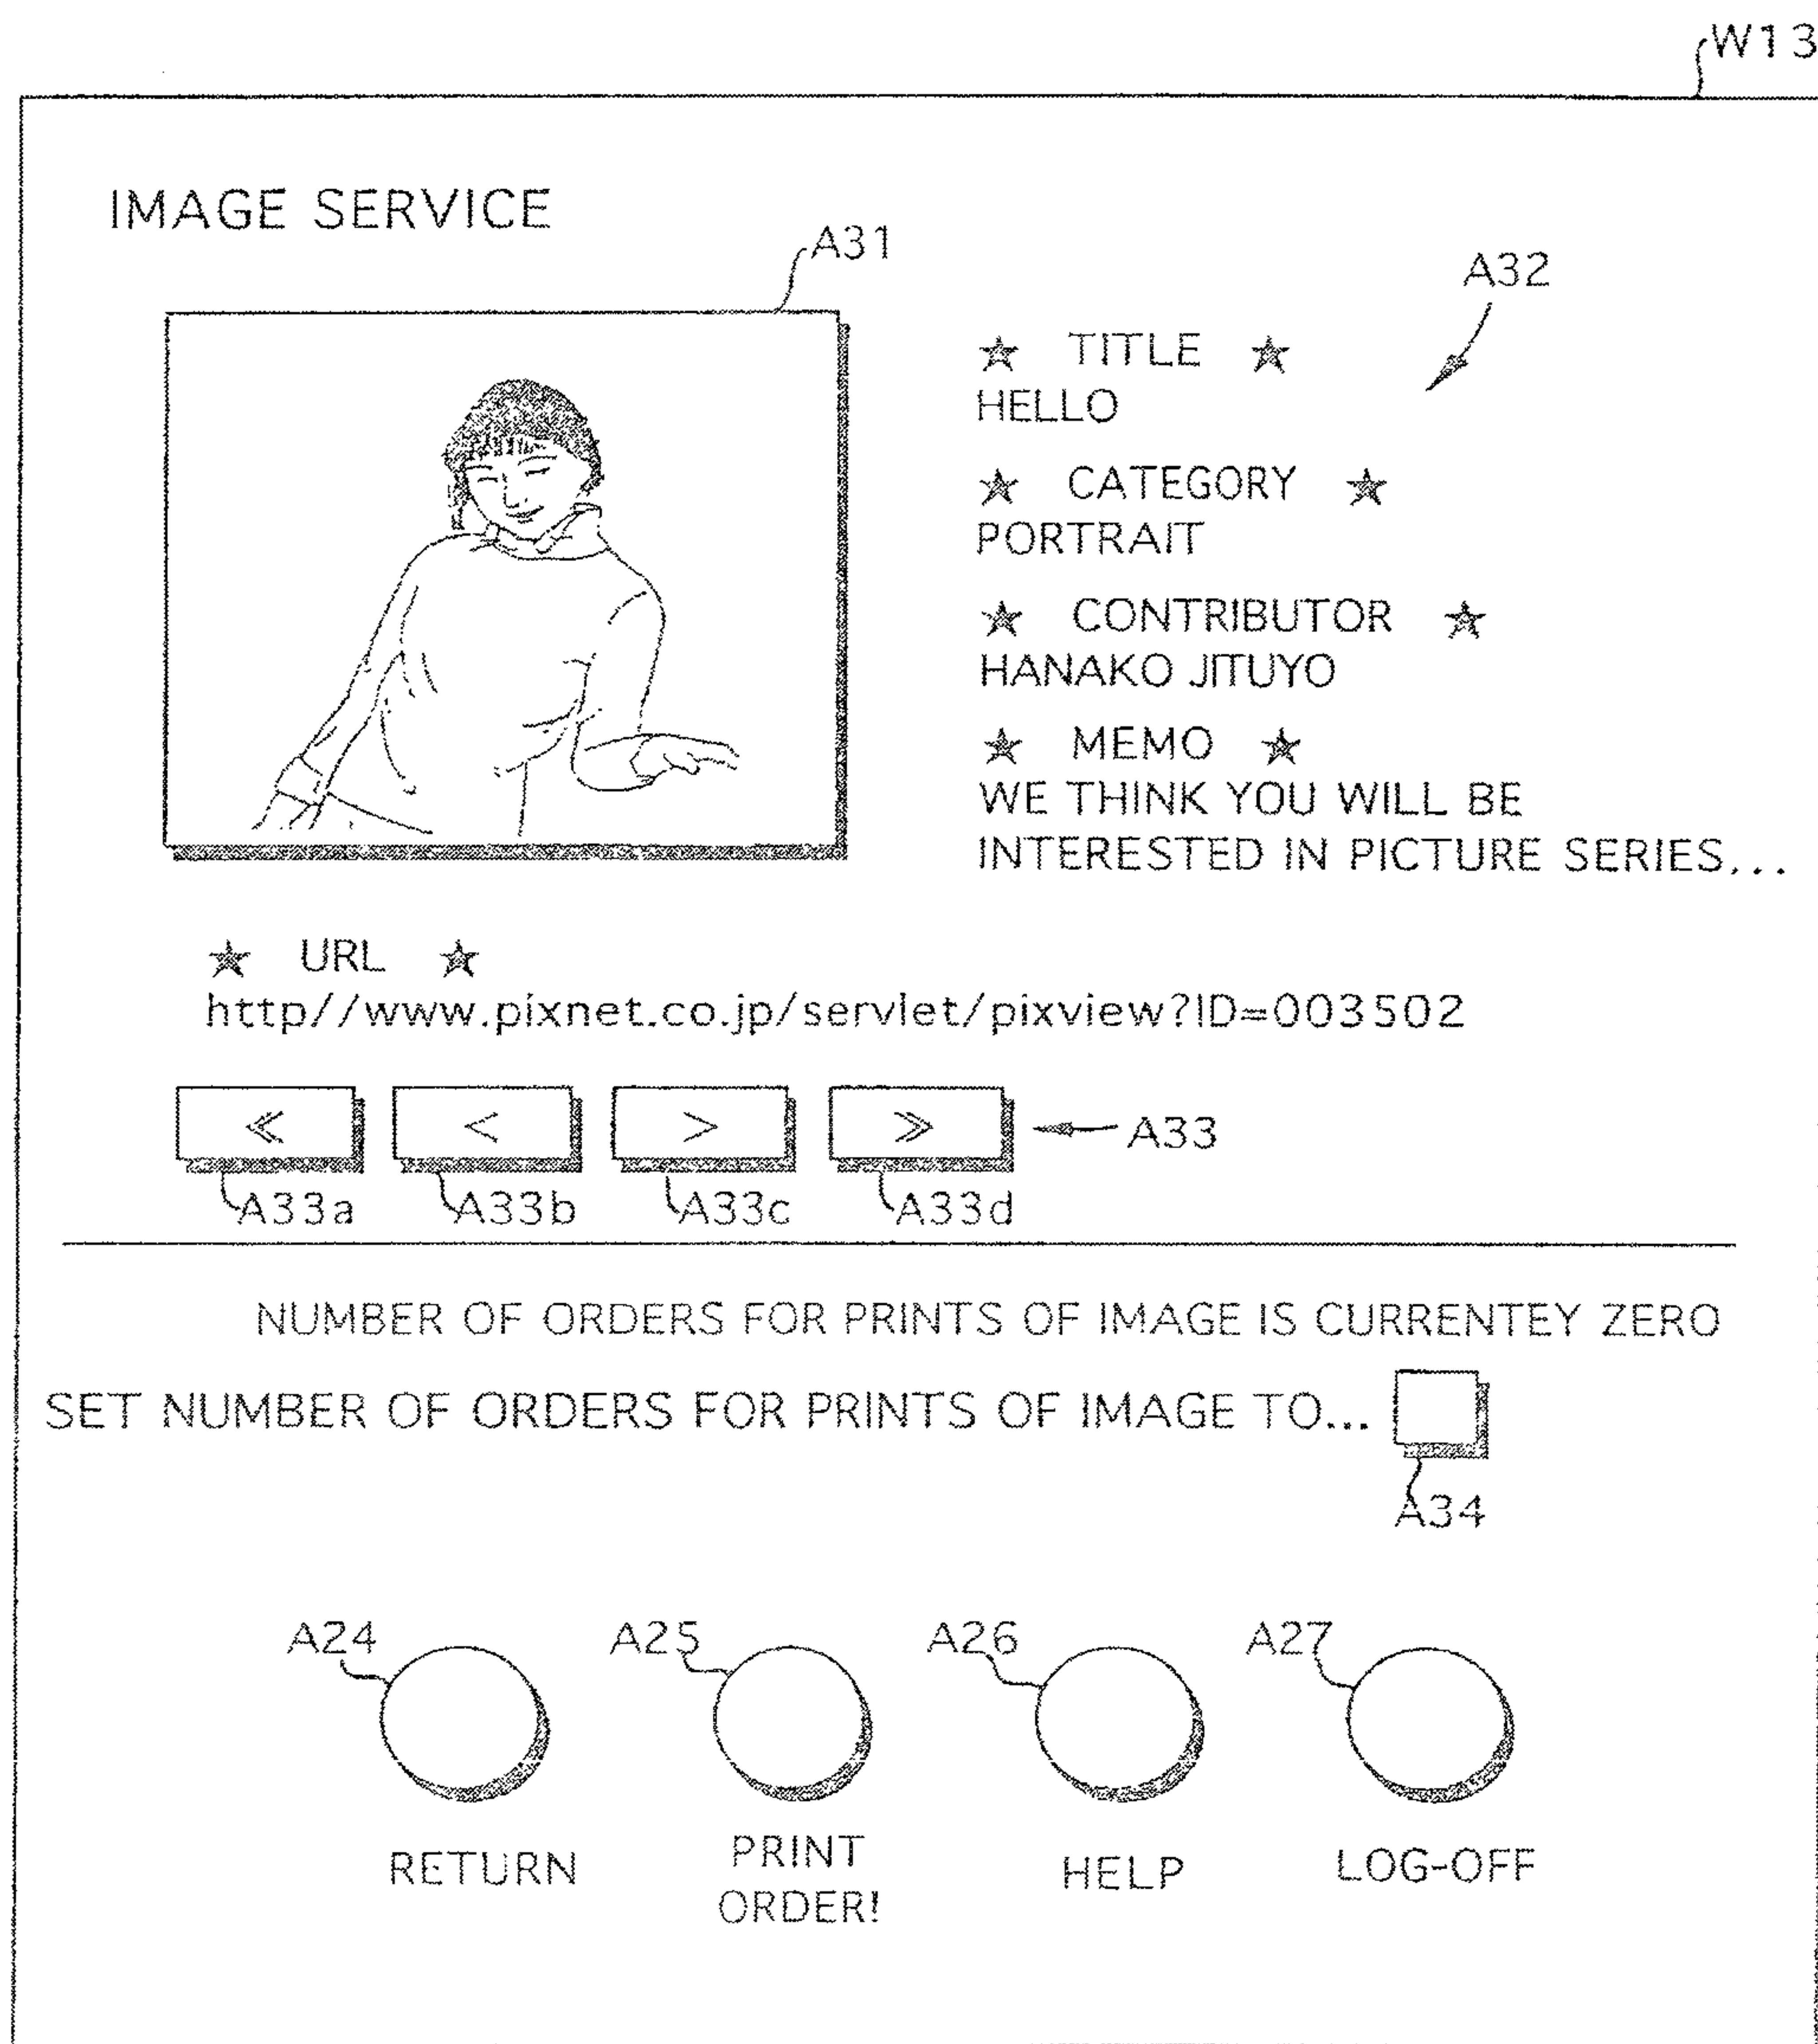 W13
IMAGE SERVICE
A31
A32
★ TITLE ★
HELLO
★ CATEGORY ★
PORTRAIT
★ CONTRIBUTOR ★
HANAKO JITUYO
★ MEMO ★
WE THINK YOU WILL BE
INTERESTED IN PICTURE SERIES...
★ URL ★
http//www.pixnet.co.jp/servlet/pixview?ID=003502
≪ < > ≫ A33
A33a A33b A33c A33d
NUMBER OF ORDERS FOR PRINTS OF IMAGE IS CURRENTEY ZERO
SET NUMBER OF ORDERS FOR PRINTS OF IMAGE TO...
A34
A24 A25 A26 A27
RETURN
PRINT
ORDER!
HELP
LOG-OFF